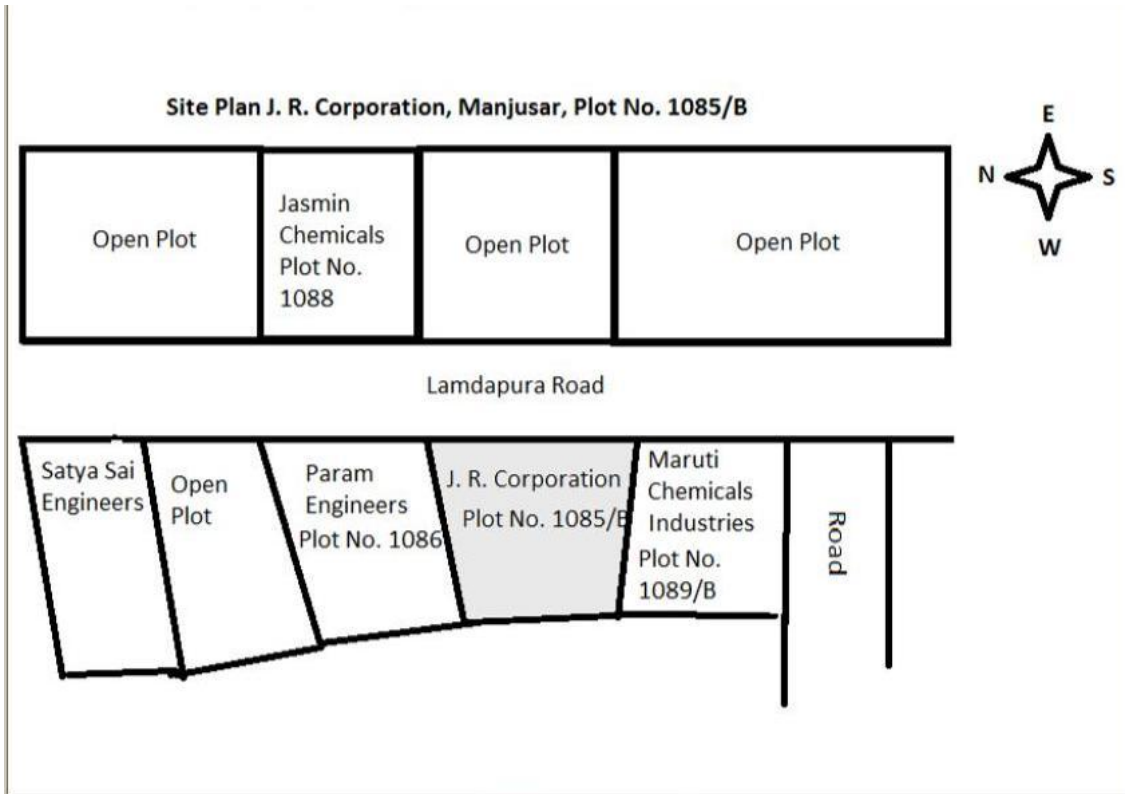 Site Plan J. R. Corporation, Manjusar, Plot No. 1085/B
E
N
S
W
Open Plot
Jasmin
Chemicals
Plot No.
1088
Open Plot
Open Plot
Lamdapura Road
Satya Sai
Engineers
Open
Plot
Param
Engineers
Plot No. 1086
J. R. Corporation
Plot No. 1085/B
Maruti
Chemicals
Industries
Plot No.
1089/B
Road